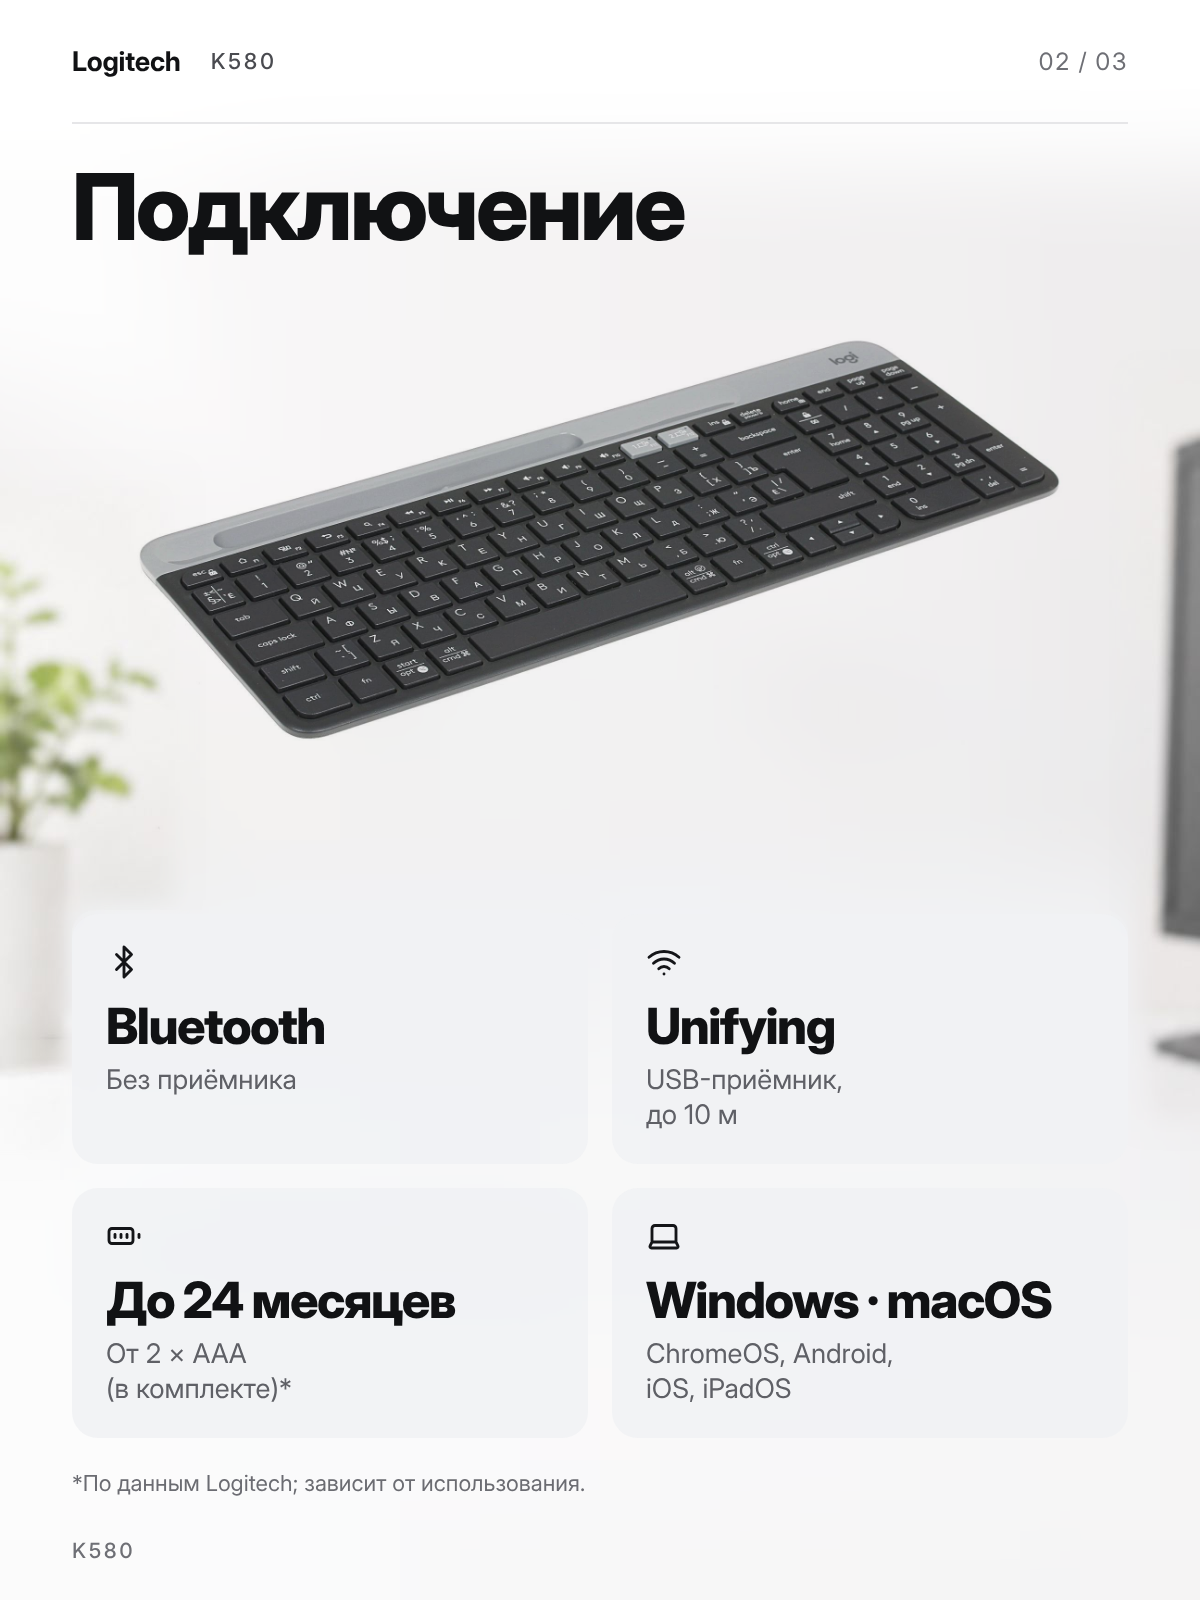 Logitech K580
02 / 03
Подключение
logi
Bluetooth
Без приёмника
Unifying
USB-приёмник,
до 10 м
До 24 месяцев
От 2 × AAA
(в комплекте)*
Windows · macOS
ChromeOS, Android,
iOS, iPadOS
*По данным Logitech; зависит от использования.
K580